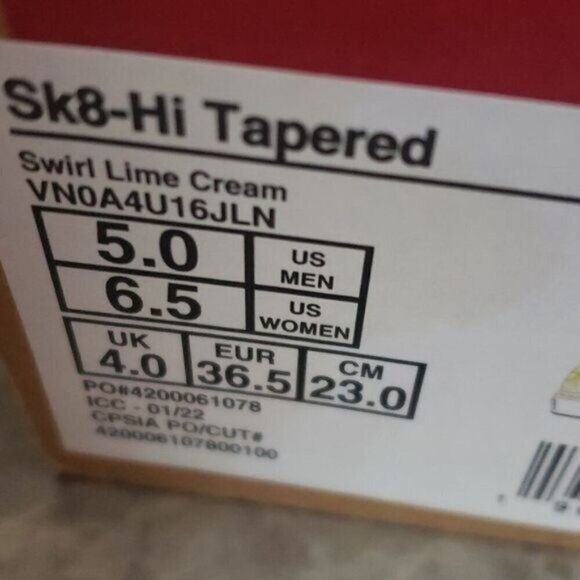 Sk8-Hi Tapered
Swirl Lime Cream
VN0A4U16JLN
5.0 US MEN
6.5 US WOMEN
UK 4.0 EUR 36.5 CM 23.0
PO#4200061078
ICC - 01/22
CPSIA PO/CUT#
420006107800100